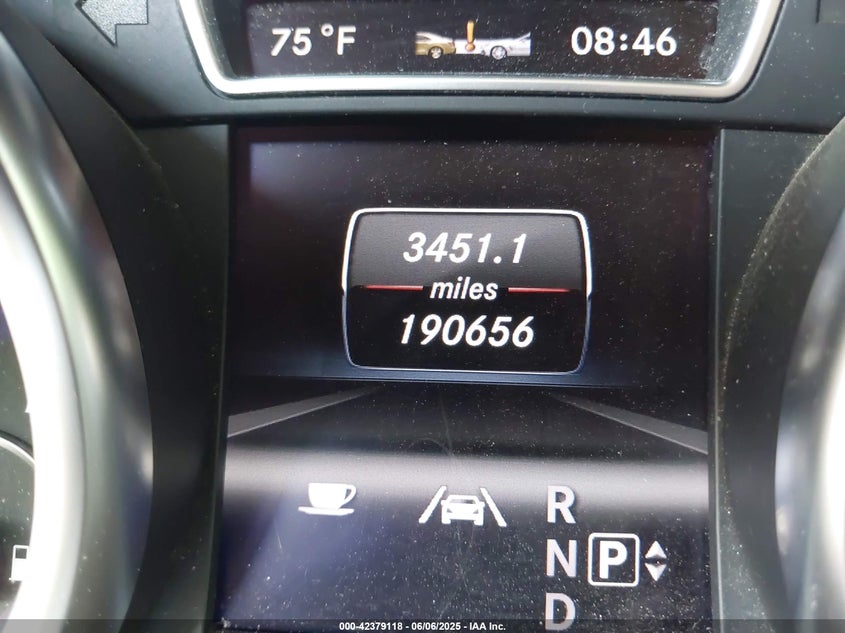 75°F 08:46
3451.1
miles
190656
R
N P
D
000-42379118 - 06/06/2025 - IAA Inc.